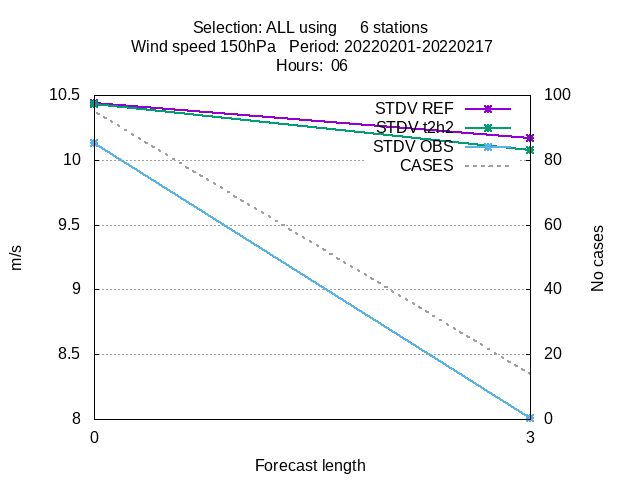 Selection: ALL using 6 stations
Wind speed 150hPa Period: 20220201-20220217
Hours: 06
10.5
10
9.5
9
8.5
8
100
80
60
40
20
0
STDV REF
STDV t2h2
STDV OBS
CASES
m/s
No cases
0
3
Forecast length